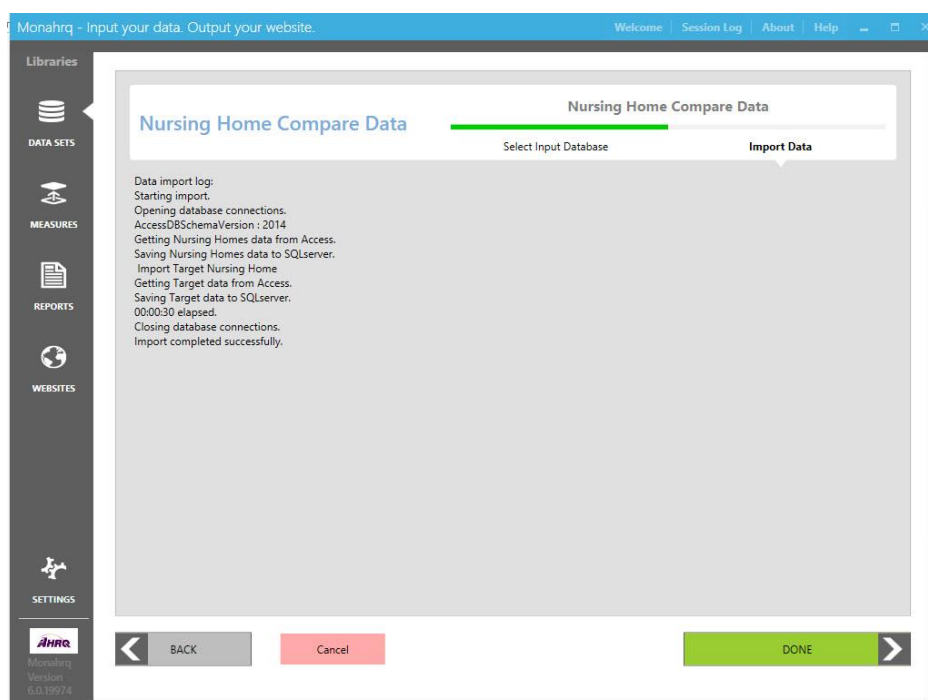 Monahrq - Input your data. Output your website.
Welcome Session Log About Help
Libraries
DATA SETS
MEASURES
REPORTS
WEBSITES
SETTINGS
AHRQ
Monahrq
Version
6.0.19974
Nursing Home Compare Data
Nursing Home Compare Data
Select Input Database
Import Data
Data import log:
Starting import.
Opening database connections.
AccessDBSchemaVersion : 2014
Getting Nursing Homes data from Access.
Saving Nursing Homes data to SQLserver.
Import Target Nursing Home
Getting Target data from Access.
Saving Target data to SQLserver.
00:00:30 elapsed.
Closing database connections.
Import completed successfully.
BACK
Cancel
DONE